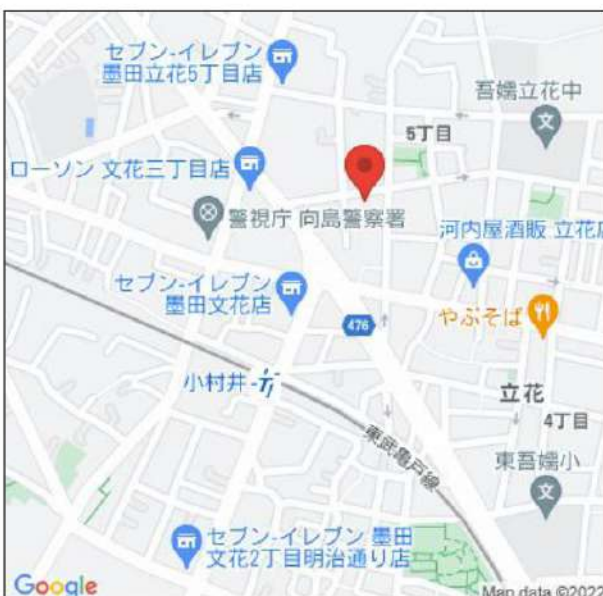 セブン-イレブン
墨田立花5丁目店
吾嬬立花中
5丁目
ローソン 文花三丁目店
警視庁 向島警察署
河内屋酒販 立花店
セブン-イレブン
墨田文花店
476
やぶそば
小村井
立花
4丁目
東武亀戸線
東吾嬬小
セブン-イレブン 墨田
文花2丁目明治通り店
Google
Map data ©2022